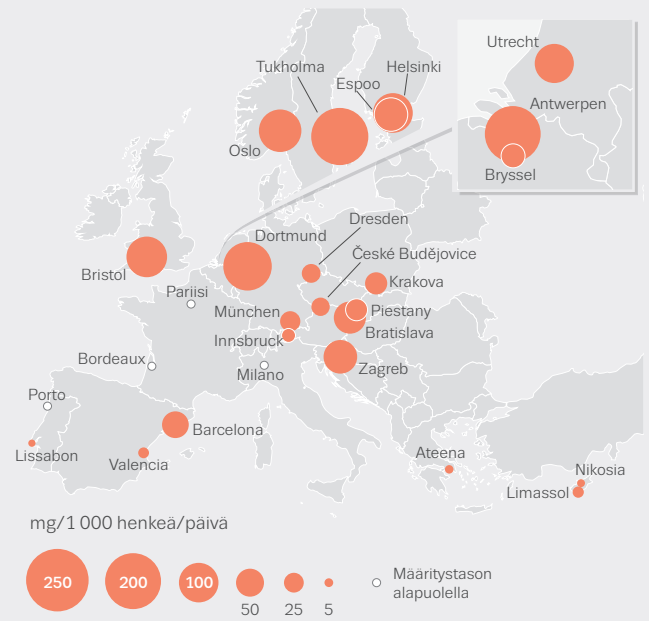 Utrecht
Tukholma
Helsinki
Espoo
Antwerpen
Oslo
Bryssel
Dresden
Dortmund
České Budějovice
Bristol
Krakova
Pariisi
München
Piestany
Bratislava
Innsbruck
Bordeaux
Zagreb
Milano
Porto
Barcelona
Lissabon
Valencia
Ateena
Nikosia
Limassol
mg/1 000 henkeä/päivä
250
200
100
50
25
5
Määritystason
alapuolella